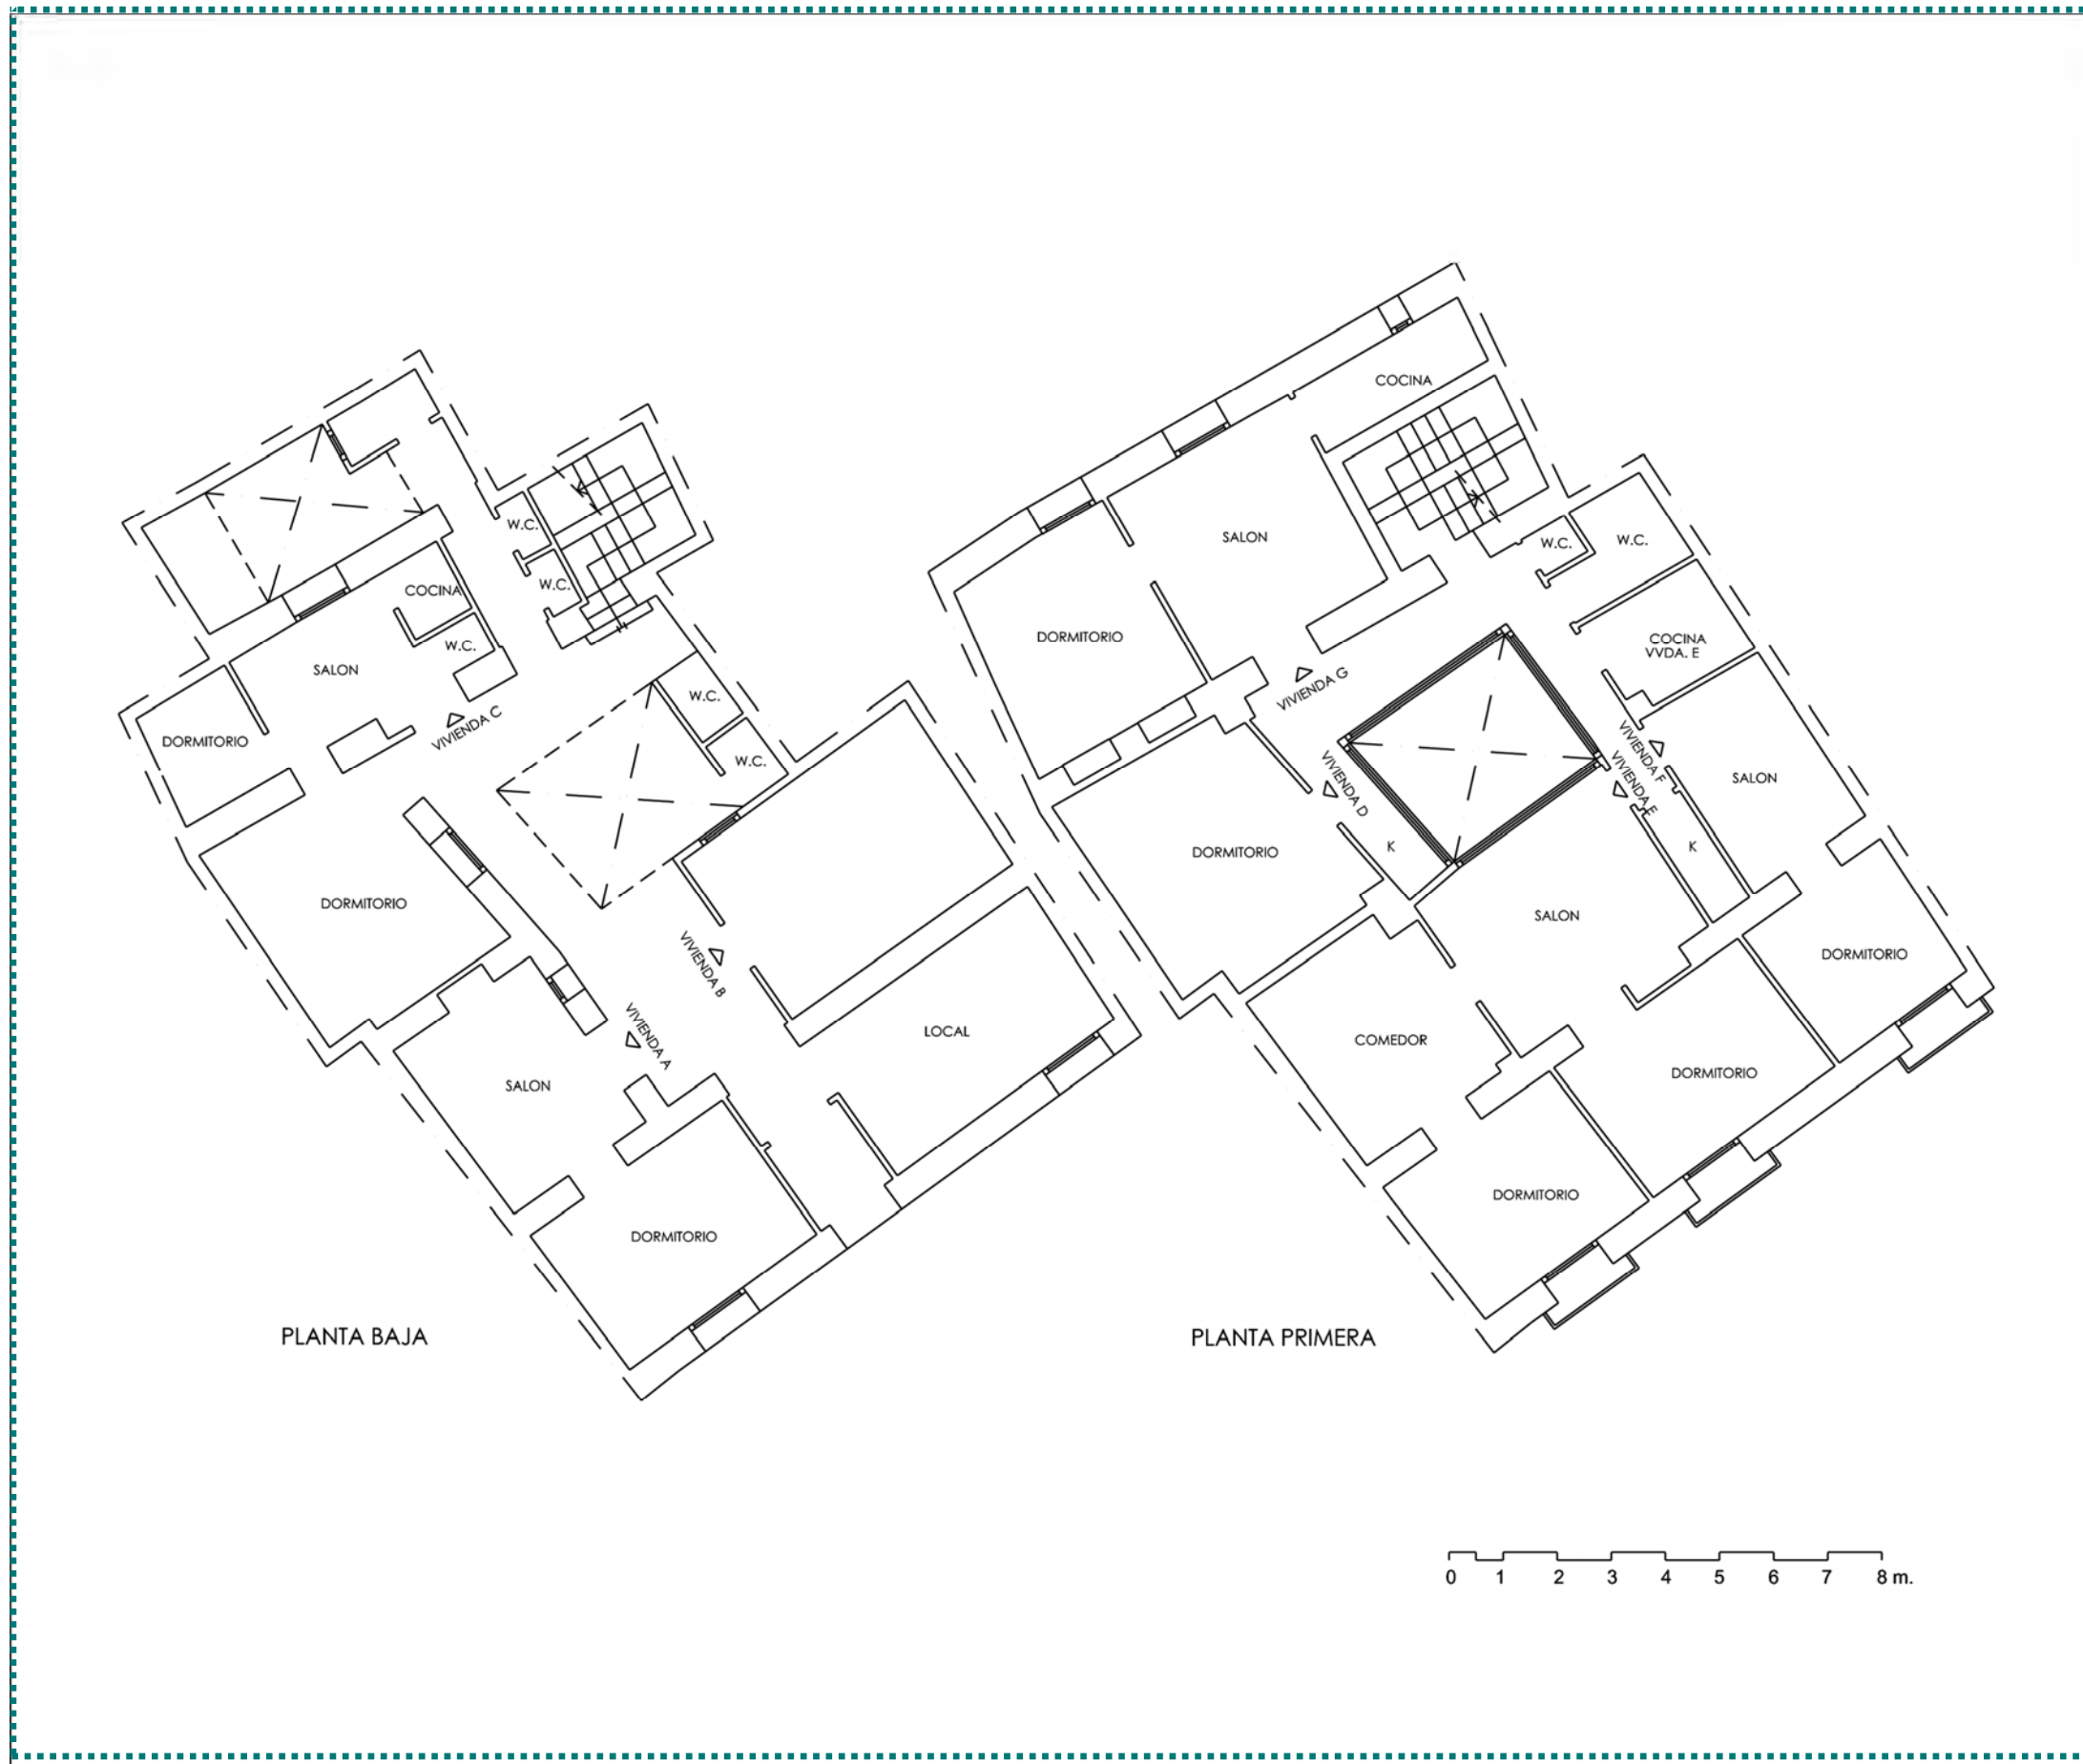 COCINA
W.C.
SALON
W.C.
W.C.
W.C.
COCINA
W.C.
DORMITORIO
COCINA
VVDA. E
W.C.
SALON
VIVIENDA G
W.C.
VIVIENDA C
DORMITORIO
VIVIENDA F
W.C.
VIVIENDA D
VIVIENDA E
SALON
K
K
DORMITORIO
DORMITORIO
SALON
VIVIENDA B
DORMITORIO
LOCAL
VIVIENDA A
COMEDOR
DORMITORIO
SALON
DORMITORIO
DORMITORIO
PLANTA BAJA
PLANTA PRIMERA
0 1 2 3 4 5 6 7 8 m.